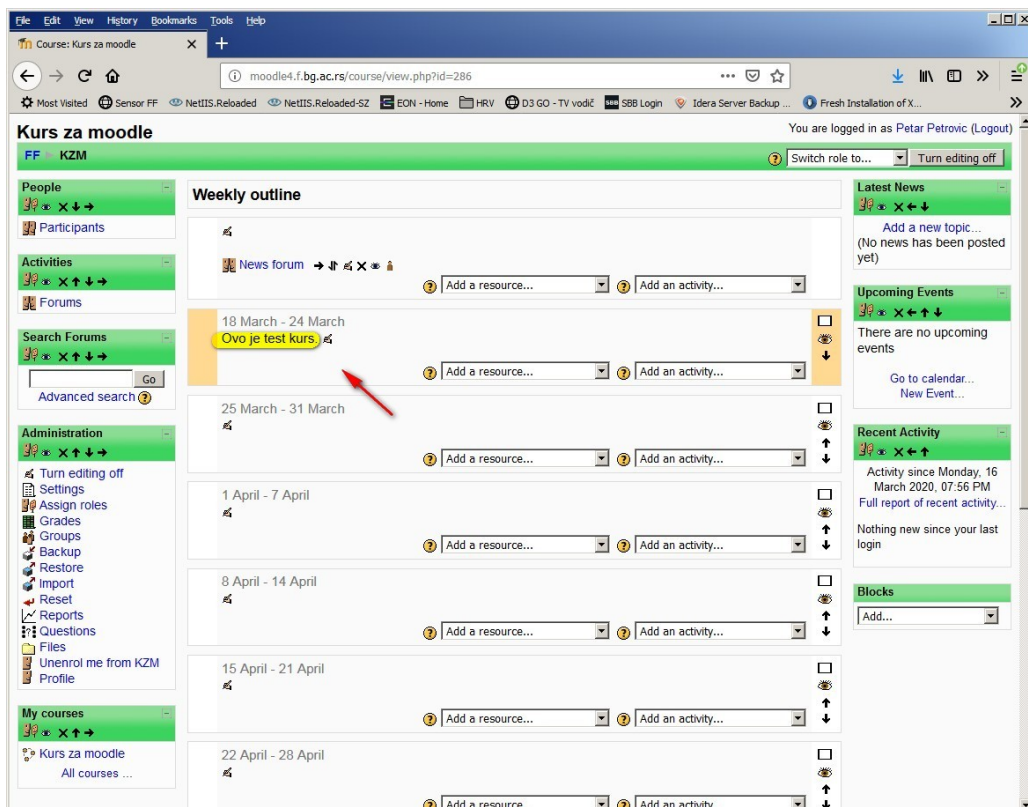 File Edit View History Bookmarks Tools Help
Course: Kurs za moodle
moodle4.f.bg.ac.rs/course/view.php?id=286
Most Visited Sensor FF NetIIS.Reloaded NetIIS.Reloaded-SZ EON - Home HRV D3 GO - TV vodič SBB Login Idera Server Backup ... Fresh Installation of X...
Kurs za moodle
You are logged in as Petar Petrovic (Logout)
FF ► KZM
Switch role to... Turn editing off
People
Participants
Activities
Forums
Search Forums
Go
Advanced search
Administration
Turn editing off
Settings
Assign roles
Grades
Groups
Backup
Restore
Import
Reset
Reports
Questions
Files
Unenrol me from KZM
Profile
My courses
Kurs za moodle
All courses ...
Weekly outline
News forum
Add a resource... Add an activity...
18 March - 24 March
Ovo je test kurs.
Add a resource... Add an activity...
25 March - 31 March
Add a resource... Add an activity...
1 April - 7 April
Add a resource... Add an activity...
8 April - 14 April
Add a resource... Add an activity...
15 April - 21 April
Add a resource... Add an activity...
22 April - 28 April
Add a resource... Add an activity...
Latest News
Add a new topic...
(No news has been posted
yet)
Upcoming Events
There are no upcoming
events
Go to calendar...
New Event...
Recent Activity
Activity since Monday, 16
March 2020, 07:56 PM
Full report of recent activity...
Nothing new since your last
login
Blocks
Add...